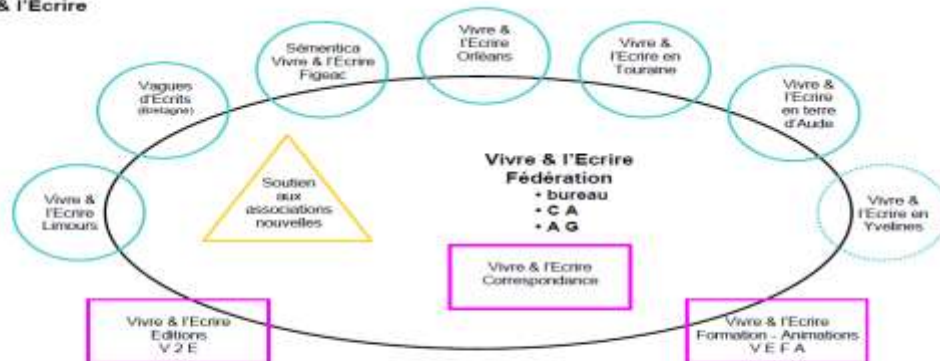 & l'Ecrire
Vivre &
l'Ecrire
Orléans
Sémentica
Vivre & l'Ecrire
Figeac
Vivre &
l'Ecrire en
Touraine
Vagues
d'Ecrits
(Bretagne)
Vivre &
l'Ecrire
en terre
d'Aude
Vivre &
l'Ecrire
Limours
Soutien
aux
associations
nouvelles
Vivre & l'Ecrire
Fédération
• bureau
• C A
• A G
Vivre &
l'Ecrire en
Yvelines
Vivre & l'Ecrire
Correspondance
Vivre & l'Ecrire
Editions
V 2 E
Vivre & l'Ecrire
Formation - Animations
V E F A